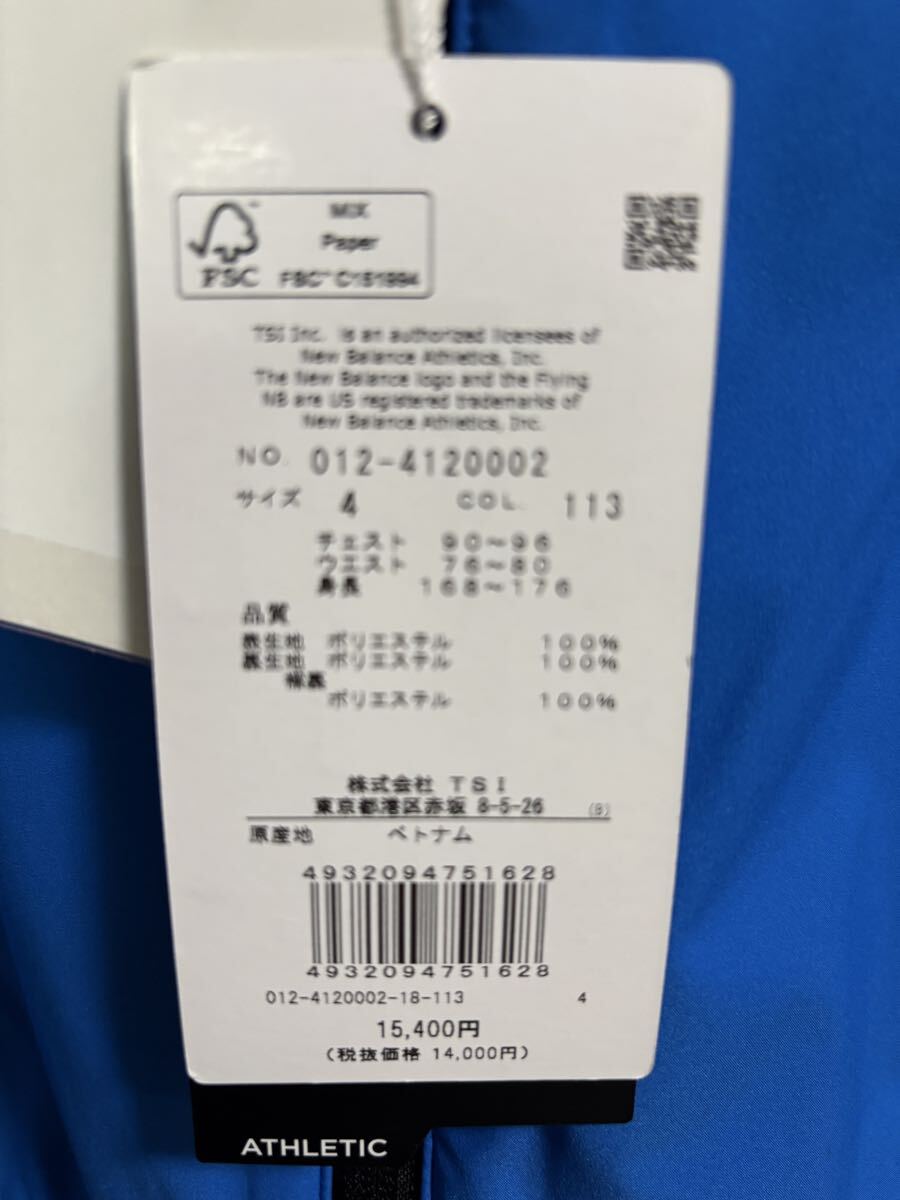 MIX
Paper
FSC™ C151994
FSC
TSI Inc. is an authorized licensees of
New Balance Athletics, Inc.
The New Balance logo and the Flying
NB are US registered trademarks of
New Balance Athletics, Inc.
NO. 012-4120002
サイズ 4 COL. 113
チェスト 90～96
ウエスト 76～80
身長 168～176
品質
表生地 ポリエステル 100%
裏生地 ポリエステル 100%
ポリエステル 100%
株式会社 TSI
東京都港区赤坂 8-5-26 (8)
原産地 ベトナム
4932094751628
4932094751628
012-4120002-18-113 4
15,400円
(税抜価格 14,000円)
ATHLETIC